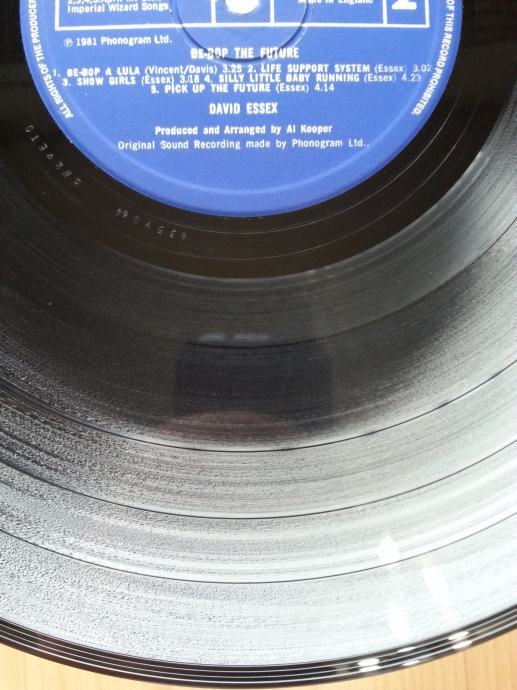 Imperial Wizard Songs
Made in England
2
℗ 1981 Phonogram Ltd.
BE-BOP THE FUTURE
1. BE-BOP A LULA (Vincent/Davis) 3.25 2. LIFE SUPPORT SYSTEM (Essex) 3.02
3. SHOW GIRLS (Essex) 3.18 4. SILLY LITTLE BABY RUNNING (Essex) 4.23
5. PICK UP THE FUTURE (Essex) 4.14
DAVID ESSEX
Produced and Arranged by Al Kooper
Original Sound Recording made by Phonogram Ltd.,
ALL RIGHTS OF THE PRODUCER
OF THIS RECORD PROHIBITED.